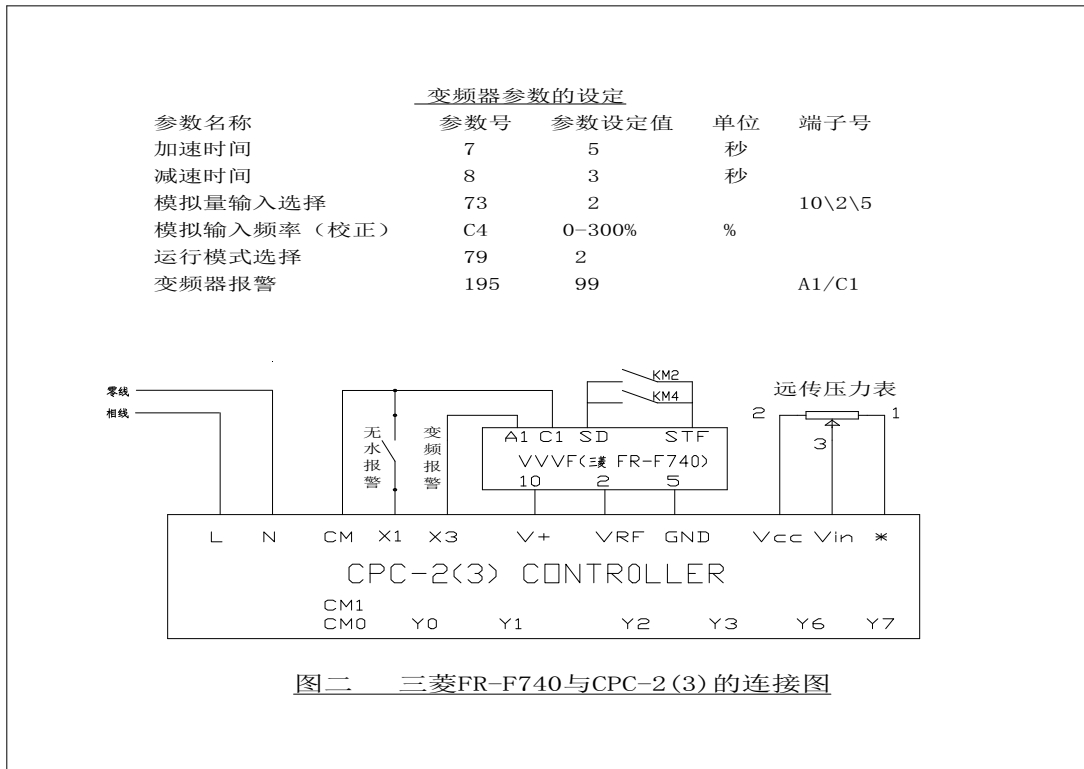 变频器参数的设定
参数名称 参数号 参数设定值 单位 端子号
加速时间 7 5 秒
减速时间 8 3 秒
模拟量输入选择 73 2 10\2\5
模拟输入频率（校正） C4 0-300% %
运行模式选择 79 2
变频器报警 195 99 A1/C1
零线
相线
无水报警
变频报警
KM2
KM4
远传压力表
2 1
3
A1 C1 SD STF
VVVF(三菱 FR-F740)
10 2 5
L N CM X1 X3 V+ VRF GND Vcc Vin *
CPC-2(3) CONTROLLER
CM1
CM0 Y0 Y1 Y2 Y3 Y6 Y7
图二 三菱FR-F740与CPC-2(3)的连接图